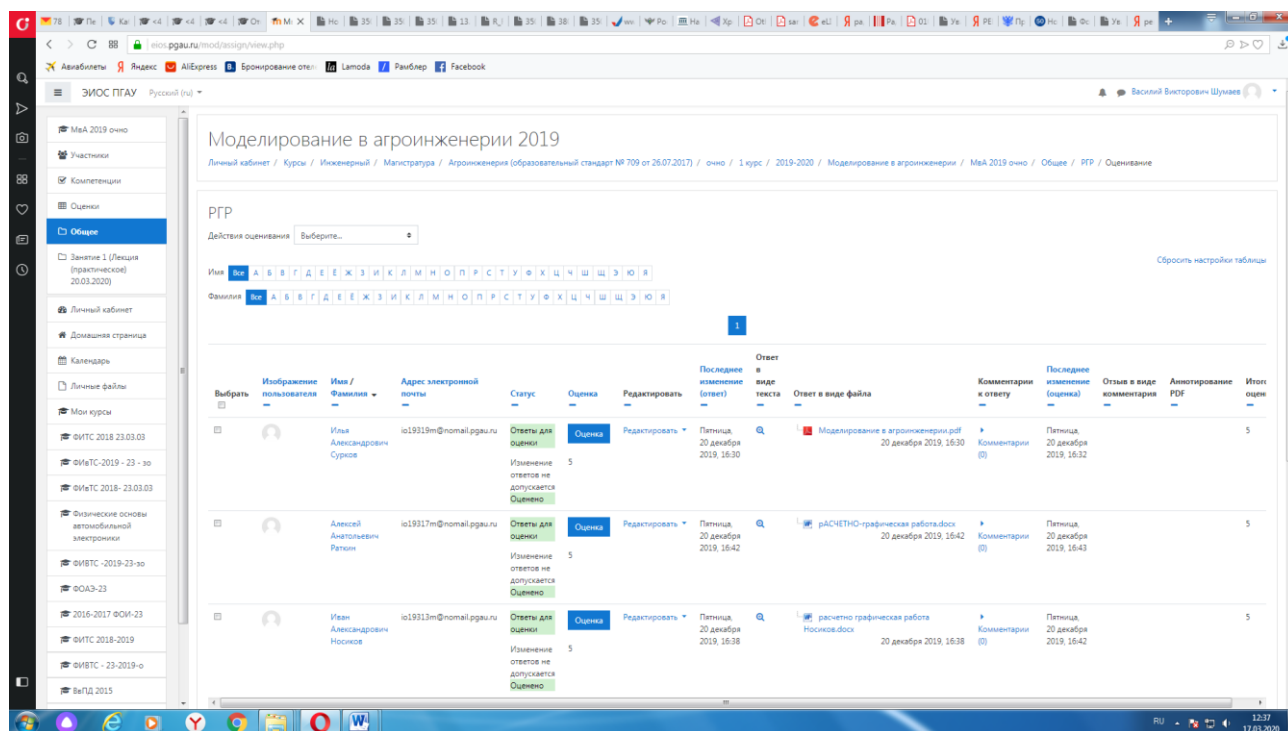 eios.pgau.ru/mod/assign/view.php
Авиабилеты Яндекс AliExpress Бронирование отел Lamoda Рамблер Facebook
ЭИОС ПГАУ Русский (ru)
Василий Викторович Шумаев
МвА 2019 очно
Участники
Компетенции
Оценки
Общее
Занятие 1 (Лекция
(практическое)
20.03.2020)
Личный кабинет
Домашняя страница
Календарь
Личные файлы
Мои курсы
ФИТС 2018 23.03.03
ФИвТС-2019 - 23 - зо
ФИвТС 2018- 23.03.03
Физические основы
автомобильной
электроники
ФИВТС -2019-23-зо
ФОАЭ-23
2016-2017 ФОИ-23
ФИТС 2018-2019
ФИВТС - 23-2019-о
ВвПД 2015
Моделирование в агроинженерии 2019
Личный кабинет / Курсы / Инженерный / Магистратура / Агроинженерия (образовательный стандарт № 709 от 26.07.2017) / очно / 1 курс / 2019-2020 / Моделирование в агроинженерии / МвА 2019 очно / Общее / РГР / Оценивание
РГР
Действия оценивания Выберите...
Сбросить настройки таблицы
Имя Все А Б В Г Д Е Ё Ж З И К Л М Н О П Р С Т У Ф Х Ц Ч Ш Щ Э Ю Я
Фамилия Все А Б В Г Д Е Ё Ж З И К Л М Н О П Р С Т У Ф Х Ц Ч Ш Щ Э Ю Я
1
Выбрать
Изображение
пользователя
Имя /
Фамилия
Адрес электронной
почты
Статус
Оценка
Редактировать
Последнее
изменение
(ответ)
Ответ
в
виде
текста
Ответ в виде файла
Комментарии
к ответу
Последнее
изменение
(оценка)
Отзыв в виде
комментария
Аннотирование
PDF
Итого
оцен
Илья
Александрович
Сурков
io19319m@nomail.pgau.ru
Ответы для
оценки
Изменение
ответов не
допускается
Оценено
Оценка
5
Редактировать
Пятница,
20 декабря
2019, 16:30
Моделирование в агроинженерии.pdf
20 декабря 2019, 16:30
Комментарии
(0)
Пятница,
20 декабря
2019, 16:32
5
Алексей
Анатольевич
Раткин
io19317m@nomail.pgau.ru
Ответы для
оценки
Изменение
ответов не
допускается
Оценено
Оценка
5
Редактировать
Пятница,
20 декабря
2019, 16:42
рАСЧЕТНО-графическая работа.docx
20 декабря 2019, 16:42
Комментарии
(0)
Пятница,
20 декабря
2019, 16:43
5
Иван
Александрович
Носиков
io19313m@nomail.pgau.ru
Ответы для
оценки
Изменение
ответов не
допускается
Оценено
Оценка
5
Редактировать
Пятница,
20 декабря
2019, 16:38
расчетно графическая работа
Носиков.docx
20 декабря 2019, 16:38
Комментарии
(0)
Пятница,
20 декабря
2019, 16:42
5
RU
12:37
17.03.2020